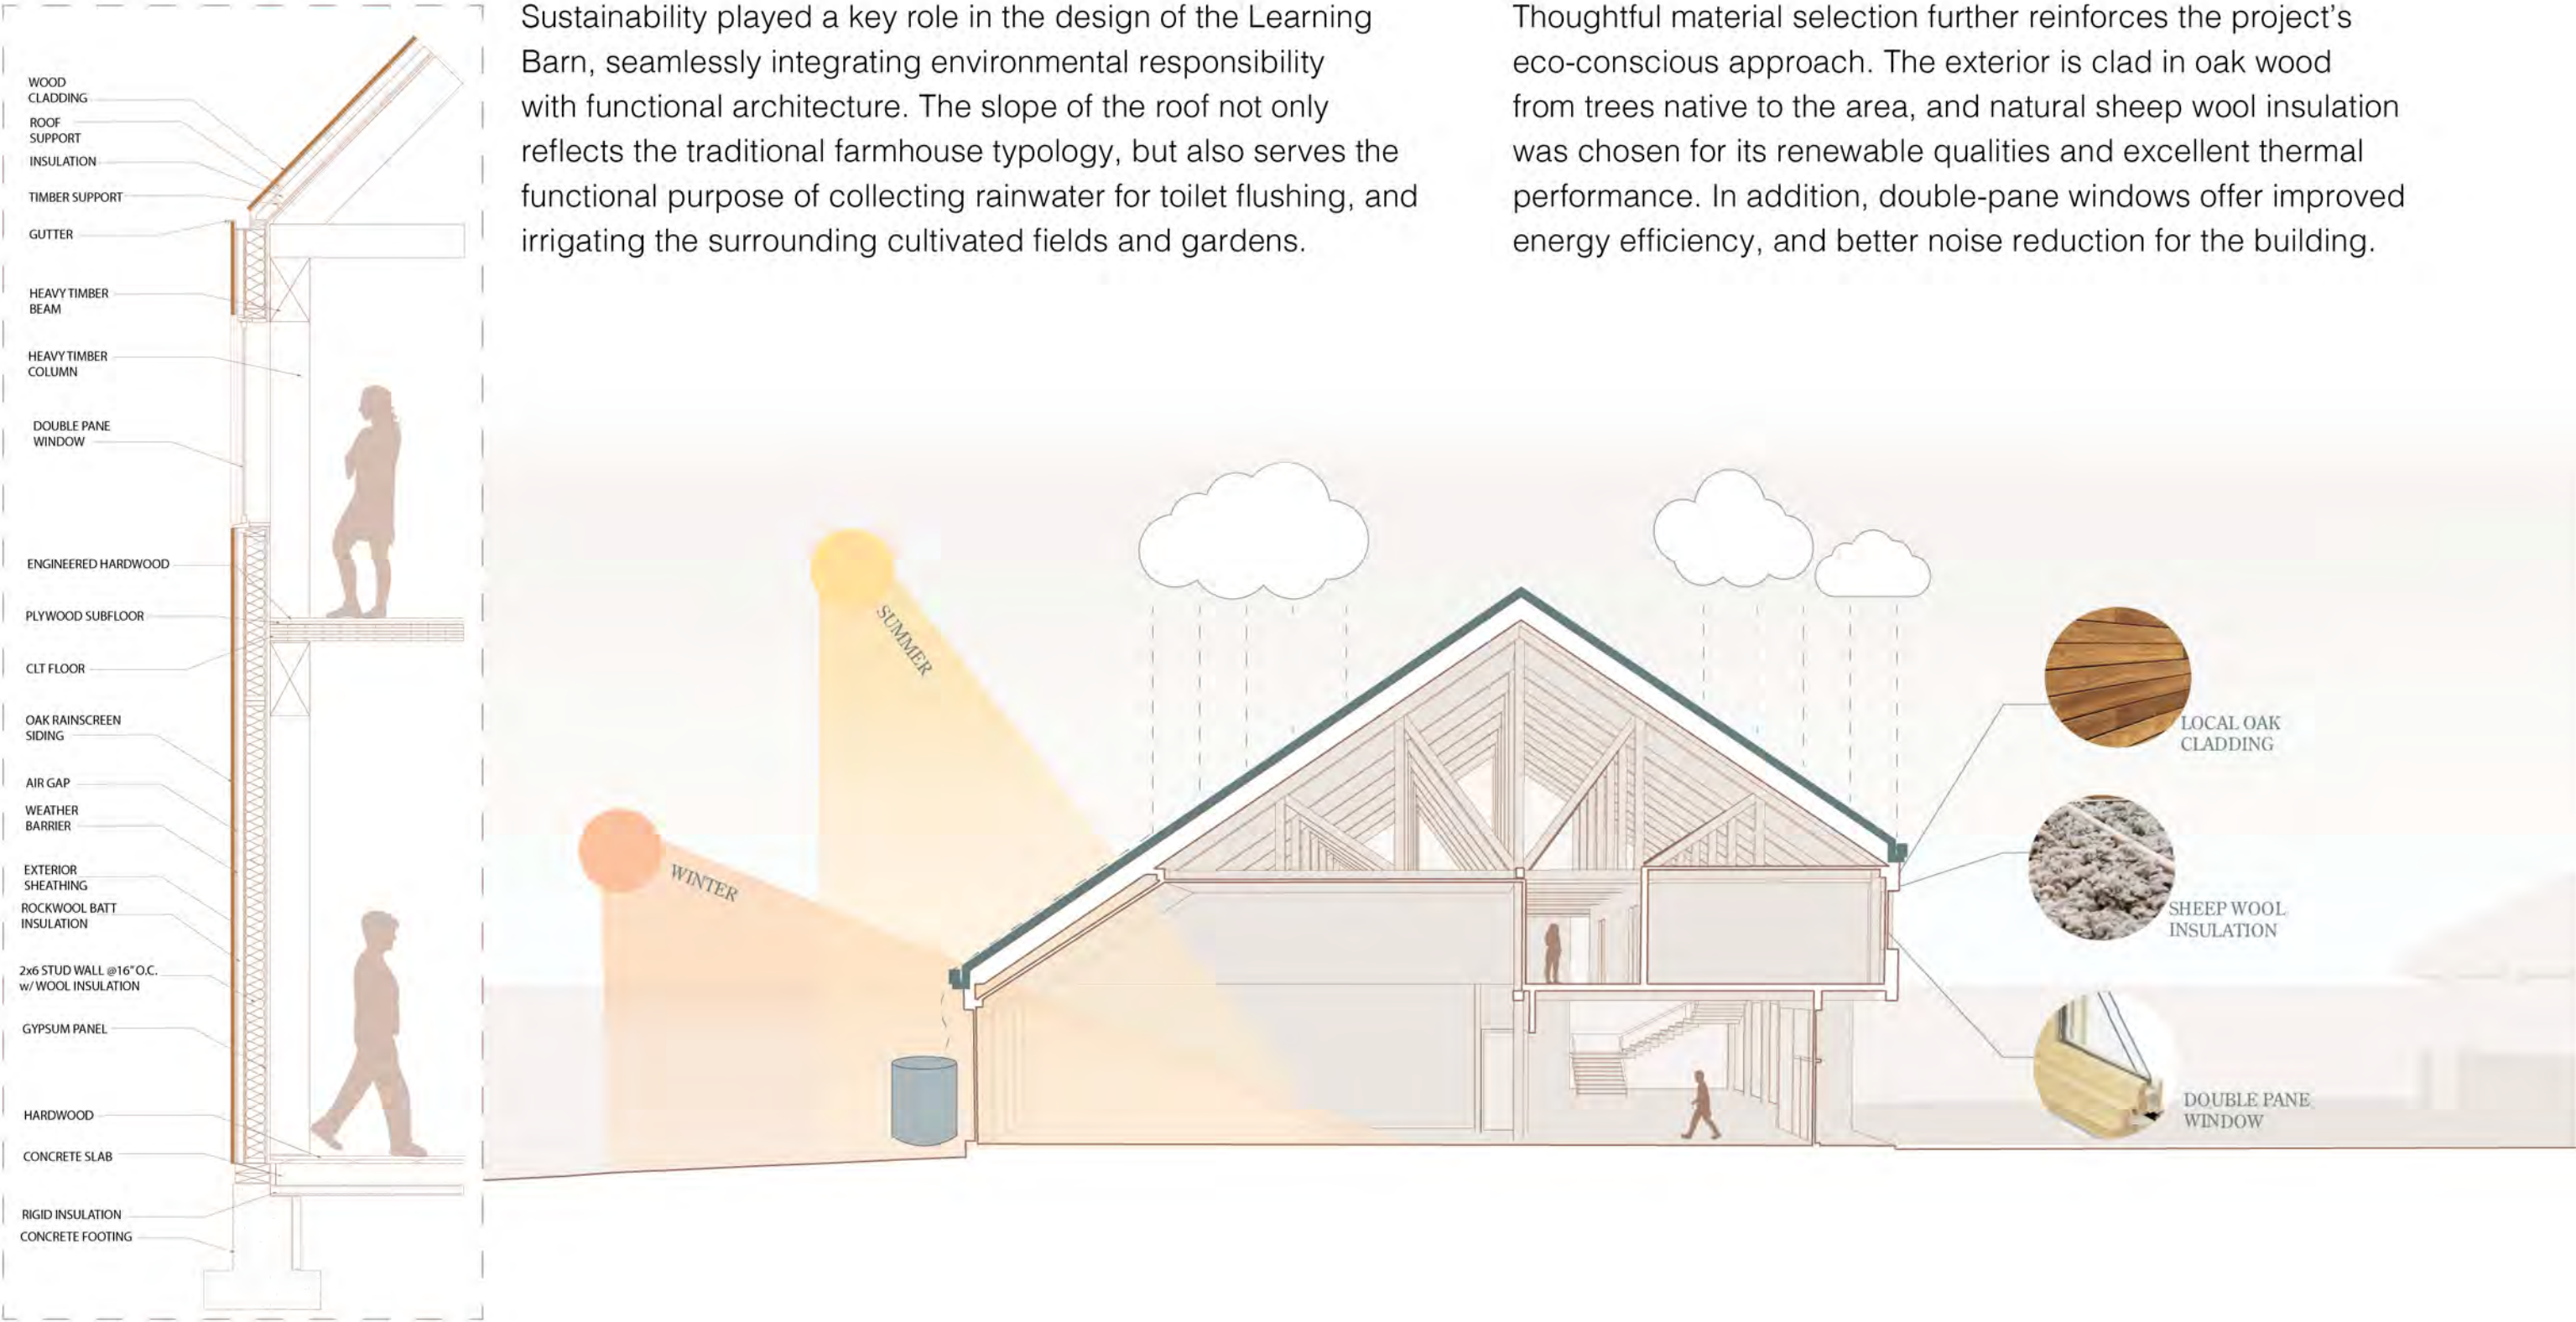 WOOD
CLADDING
ROOF
SUPPORT
INSULATION
TIMBER SUPPORT
GUTTER
HEAVY TIMBER
BEAM
HEAVY TIMBER
COLUMN
DOUBLE PANE
WINDOW
ENGINEERED HARDWOOD
PLYWOOD SUBFLOOR
CLT FLOOR
OAK RAINSCREEN
SIDING
AIR GAP
WEATHER
BARRIER
EXTERIOR
SHEATHING
ROCKWOOL BATT
INSULATION
2x6 STUD WALL @16" O.C.
w/ WOOL INSULATION
GYPSUM PANEL
HARDWOOD
CONCRETE SLAB
RIGID INSULATION
CONCRETE FOOTING
Sustainability played a key role in the design of the Learning
Barn, seamlessly integrating environmental responsibility
with functional architecture. The slope of the roof not only
reflects the traditional farmhouse typology, but also serves the
functional purpose of collecting rainwater for toilet flushing, and
irrigating the surrounding cultivated fields and gardens.
Thoughtful material selection further reinforces the project's
eco-conscious approach. The exterior is clad in oak wood
from trees native to the area, and natural sheep wool insulation
was chosen for its renewable qualities and excellent thermal
performance. In addition, double-pane windows offer improved
energy efficiency, and better noise reduction for the building.
SUMMER
WINTER
LOCAL OAK
CLADDING
SHEEP WOOL
INSULATION
DOUBLE PANE
WINDOW